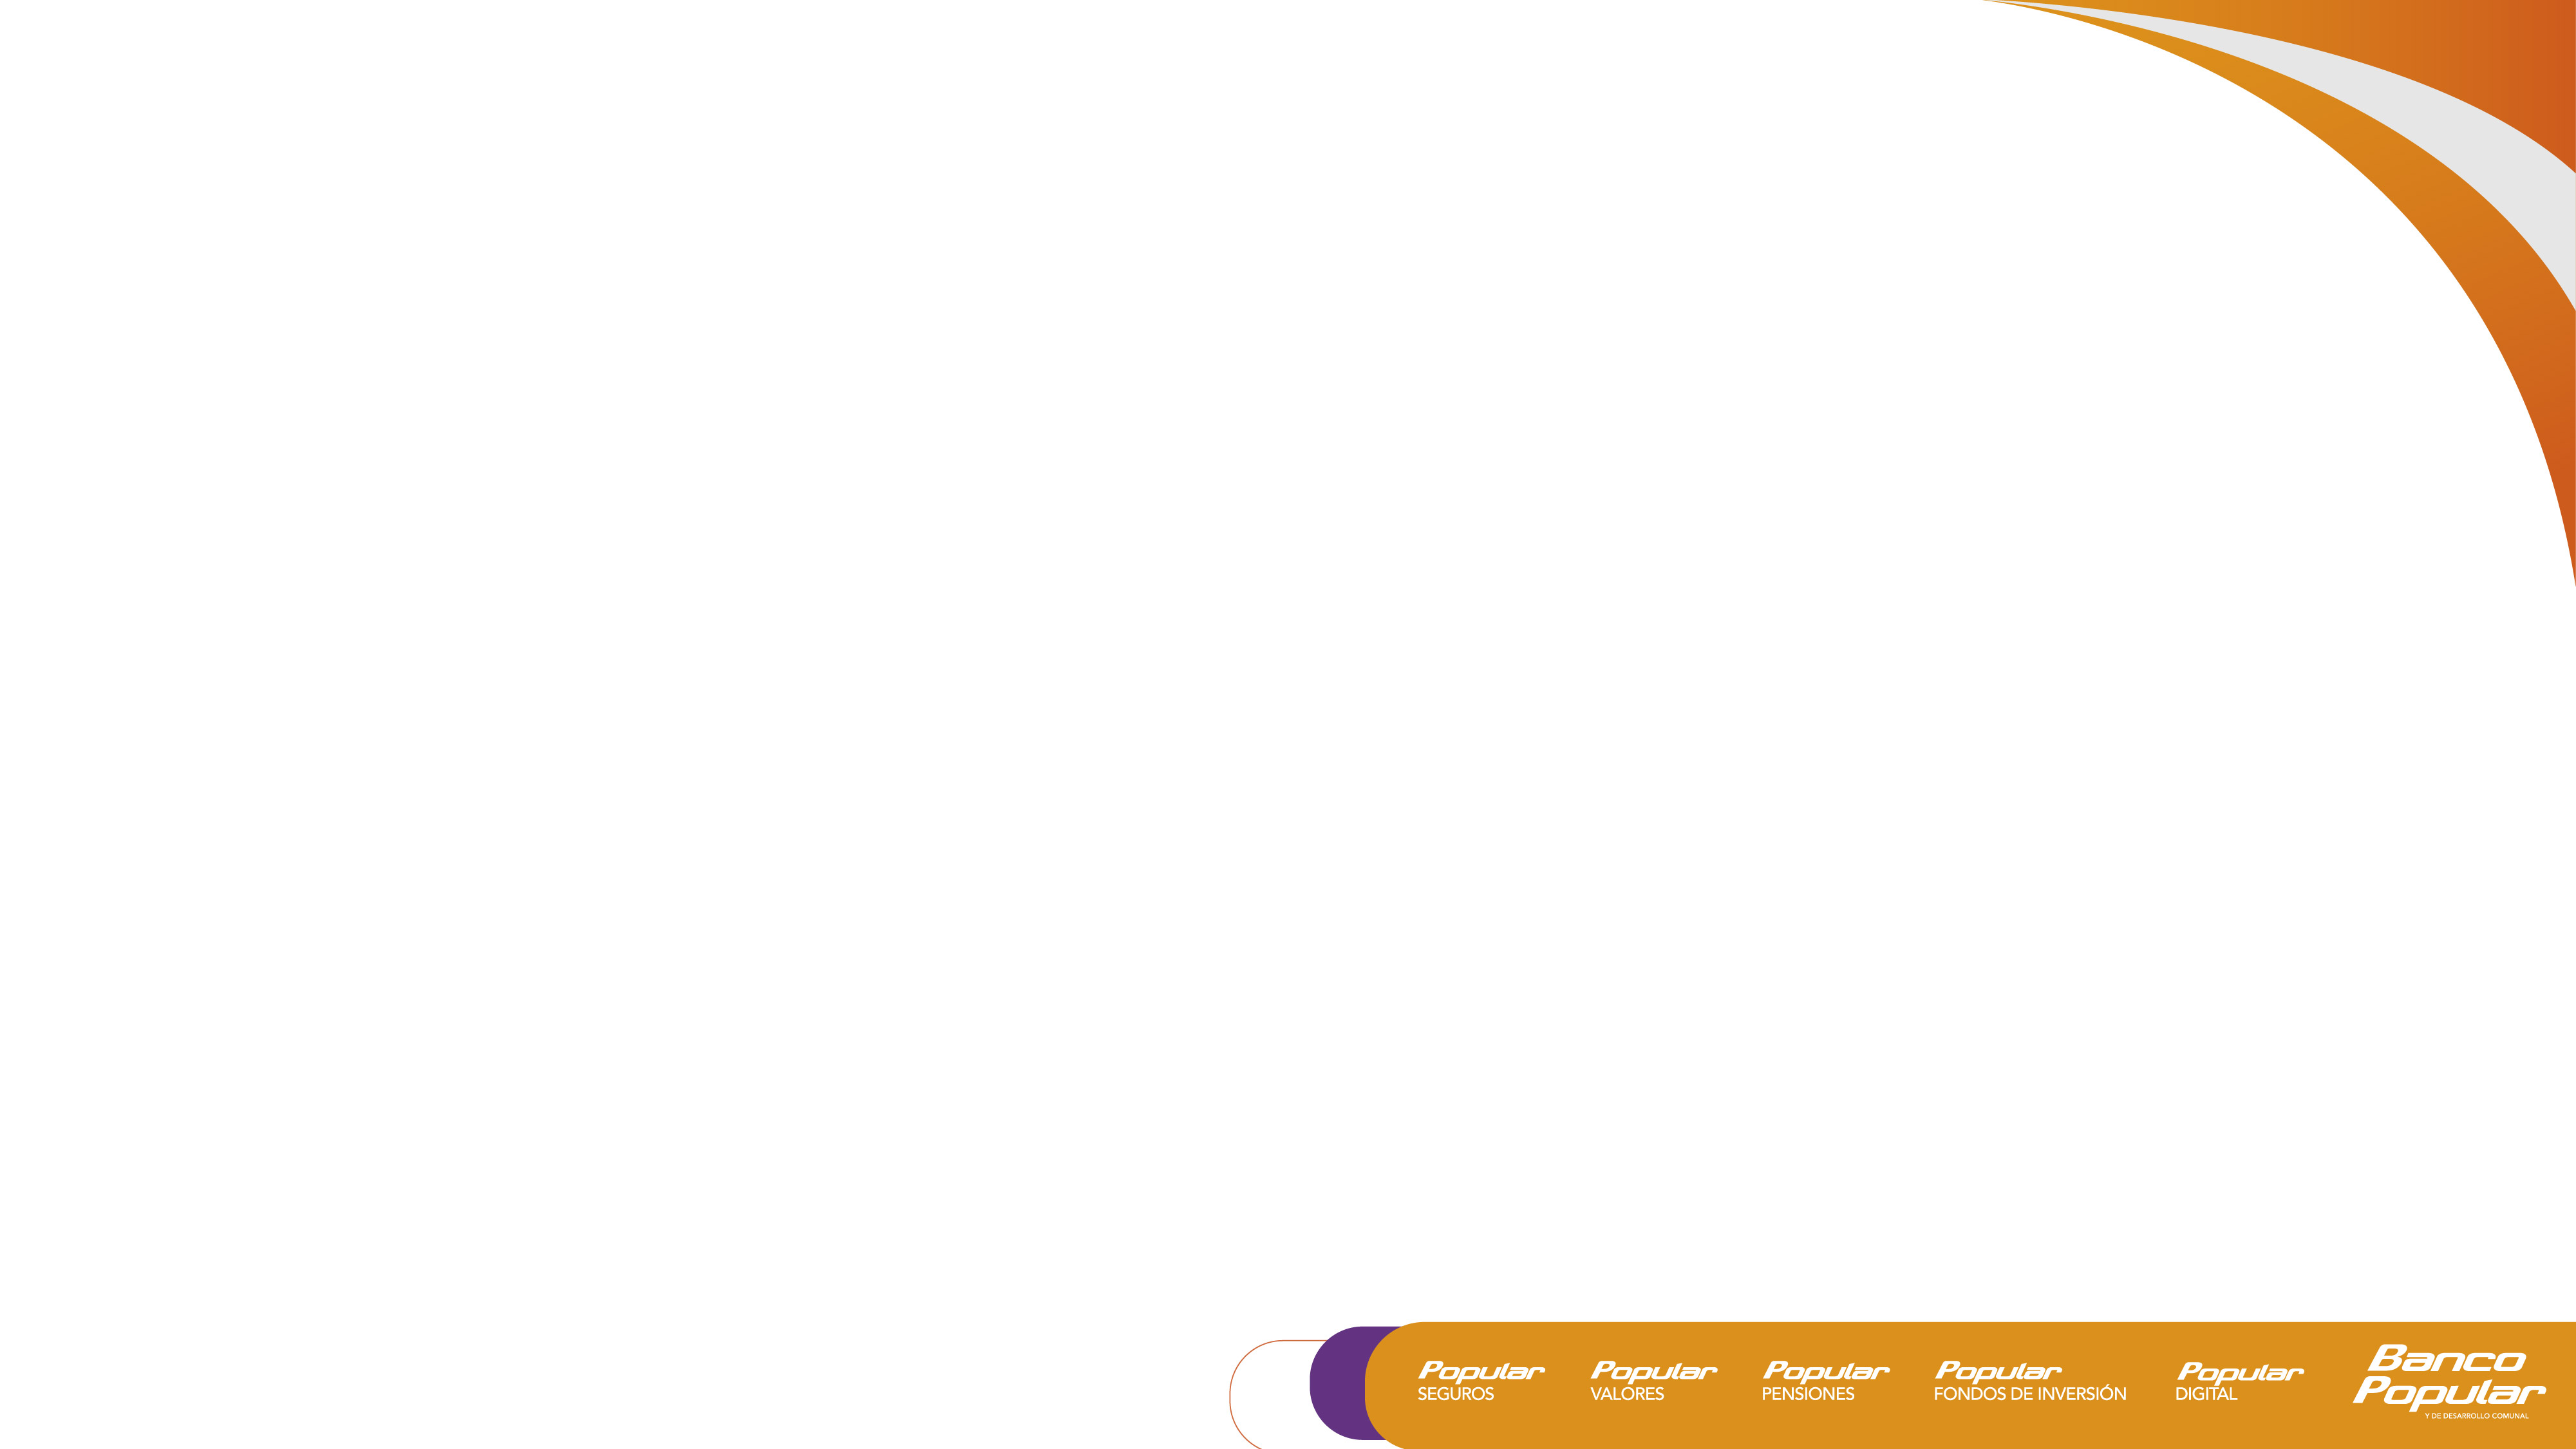 Popular
SEGUROS
Popular
VALORES
Popular
PENSIONES
Popular
FONDOS DE INVERSIÓN
Popular
DIGITAL
Banco
Popular
Y DE DESARROLLO COMUNAL